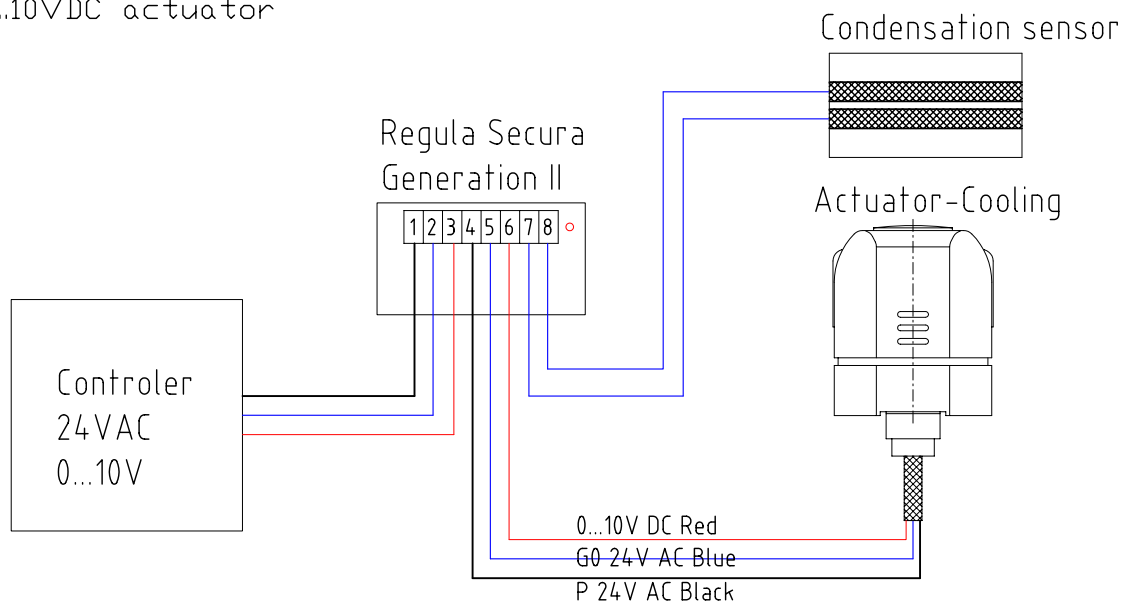 ..10VDC actuator
Condensation sensor
Regula Secura
Generation II
Actuator-Cooling
1 2 3 4 5 6 7 8
Controler
24VAC
0...10V
0...10V DC Red
G0 24V AC Blue
P 24V AC Black